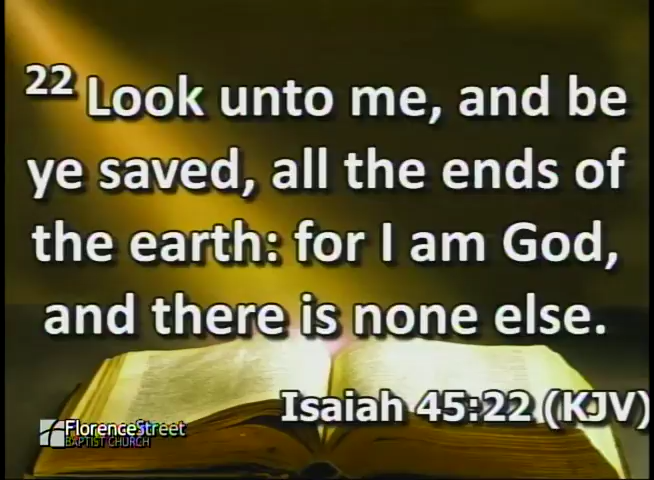 22 Look unto me, and be
ye saved, all the ends of
the earth: for I am God,
and there is none else.
Isaiah 45:22 (KJV)
FlorenceStreet
BAPTIST CHURCH